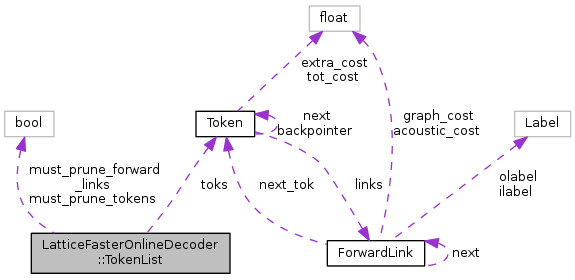 float
extra_cost
tot_cost
bool
Token
next
backpointer
graph_cost
acoustic_cost
Label
must_prune_forward
_links
must_prune_tokens
toks
next_tok
links
olabel
ilabel
LatticeFasterOnlineDecoder
::TokenList
ForwardLink
next